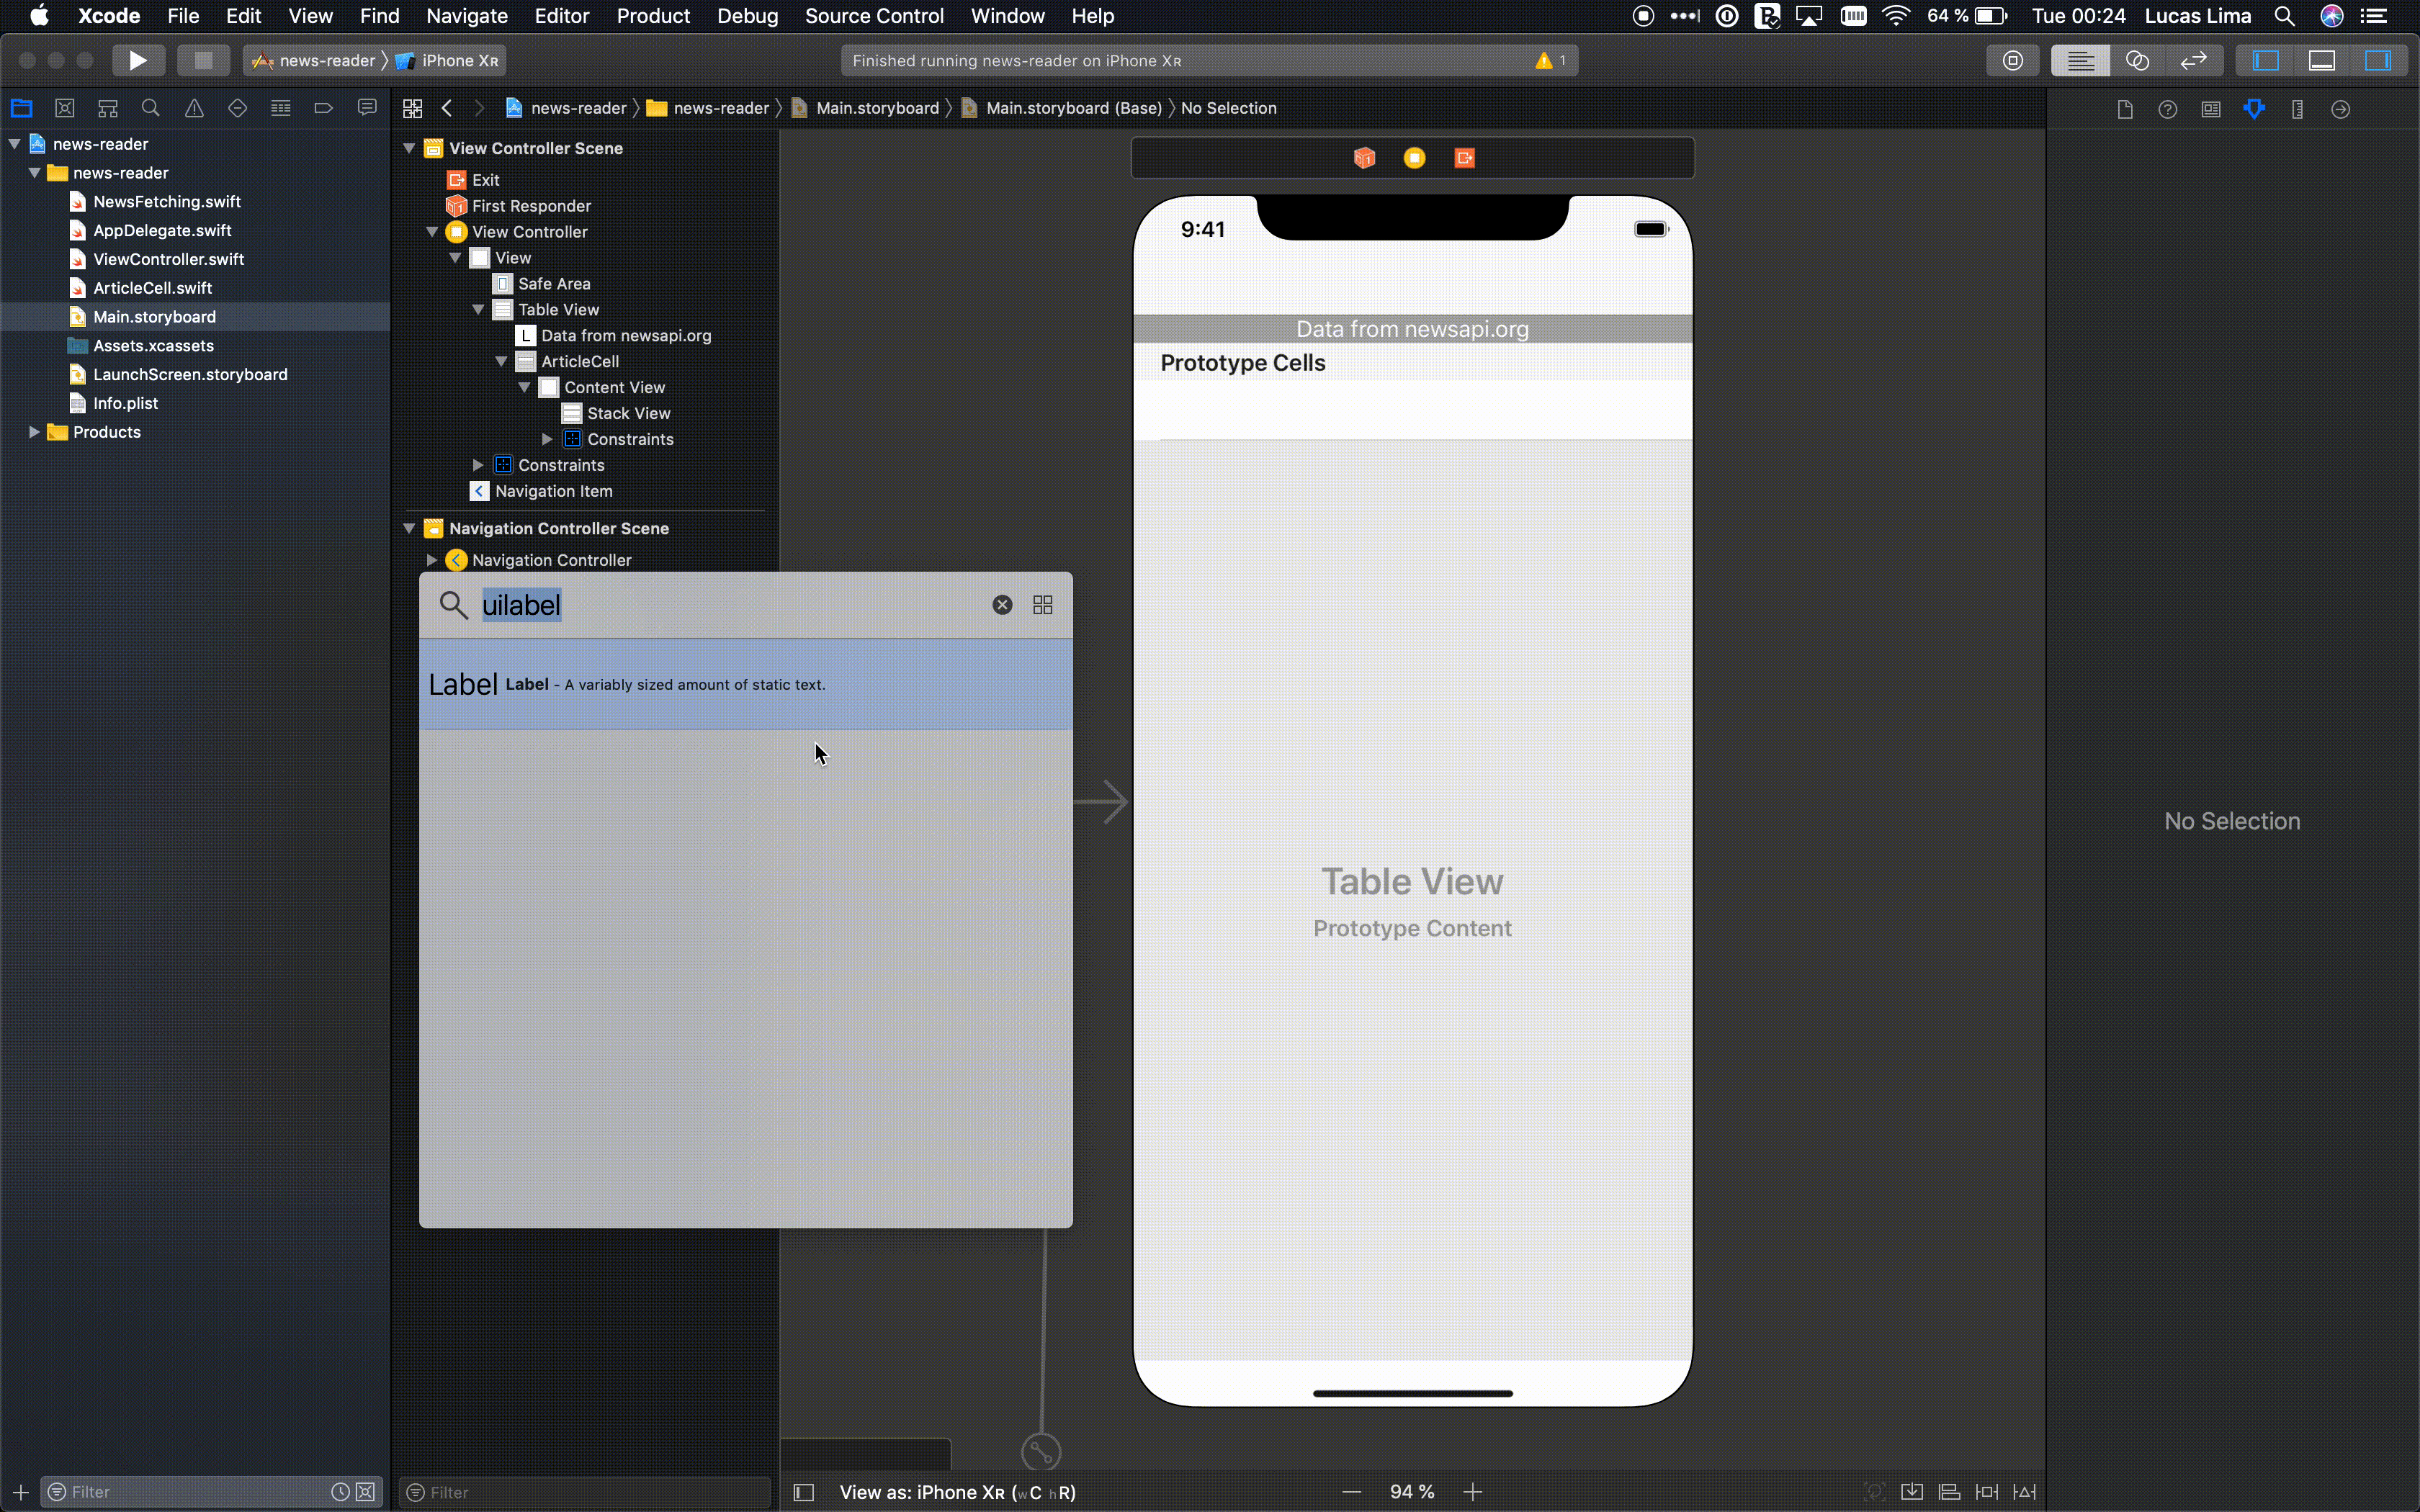 Xcode File Edit View Find Navigate Editor Product Debug Source Control Window Help 64 % Tue 00:24 Lucas Lima
news-reader iPhone XR
Finished running news-reader on iPhone XR 1
news-reader news-reader Main.storyboard Main.storyboard (Base) No Selection
news-reader
news-reader
NewsFetching.swift
AppDelegate.swift
ViewController.swift
ArticleCell.swift
Main.storyboard
Assets.xcassets
LaunchScreen.storyboard
Info.plist
Products
Filter
View Controller Scene
Exit
First Responder
View Controller
View
Safe Area
Table View
L Data from newsapi.org
ArticleCell
Content View
Stack View
Constraints
Constraints
Navigation Item
Navigation Controller Scene
Navigation Controller
Filter
uilabel
Label Label - A variably sized amount of static text.
9:41
Data from newsapi.org
Prototype Cells
Table View
Prototype Content
View as: iPhone XR (wC hR)
94 %
No Selection